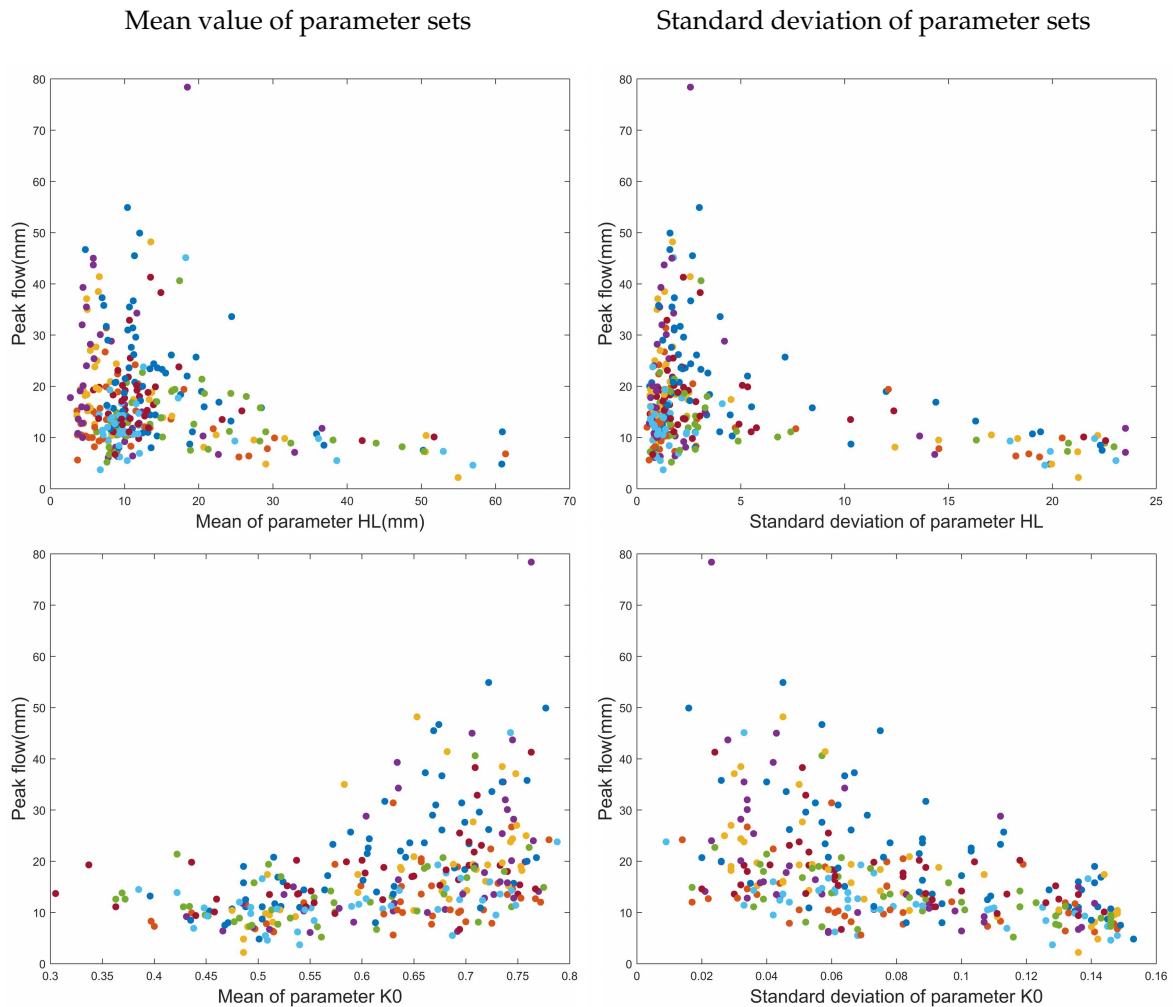 Mean value of parameter sets Standard deviation of parameter sets
80
70
60
50
40
30
20
10
0
Peak flow(mm)
0 10 20 30 40 50 60 70
Mean of parameter HL(mm)
80
70
60
50
40
30
20
10
0
Peak flow(mm)
0 5 10 15 20 25
Standard deviation of parameter HL
80
70
60
50
40
30
20
10
0
Peak flow(mm)
0.3 0.35 0.4 0.45 0.5 0.55 0.6 0.65 0.7 0.75 0.8
Mean of parameter K0
80
70
60
50
40
30
20
10
0
Peak flow(mm)
0 0.02 0.04 0.06 0.08 0.1 0.12 0.14 0.16
Standard deviation of parameter K0